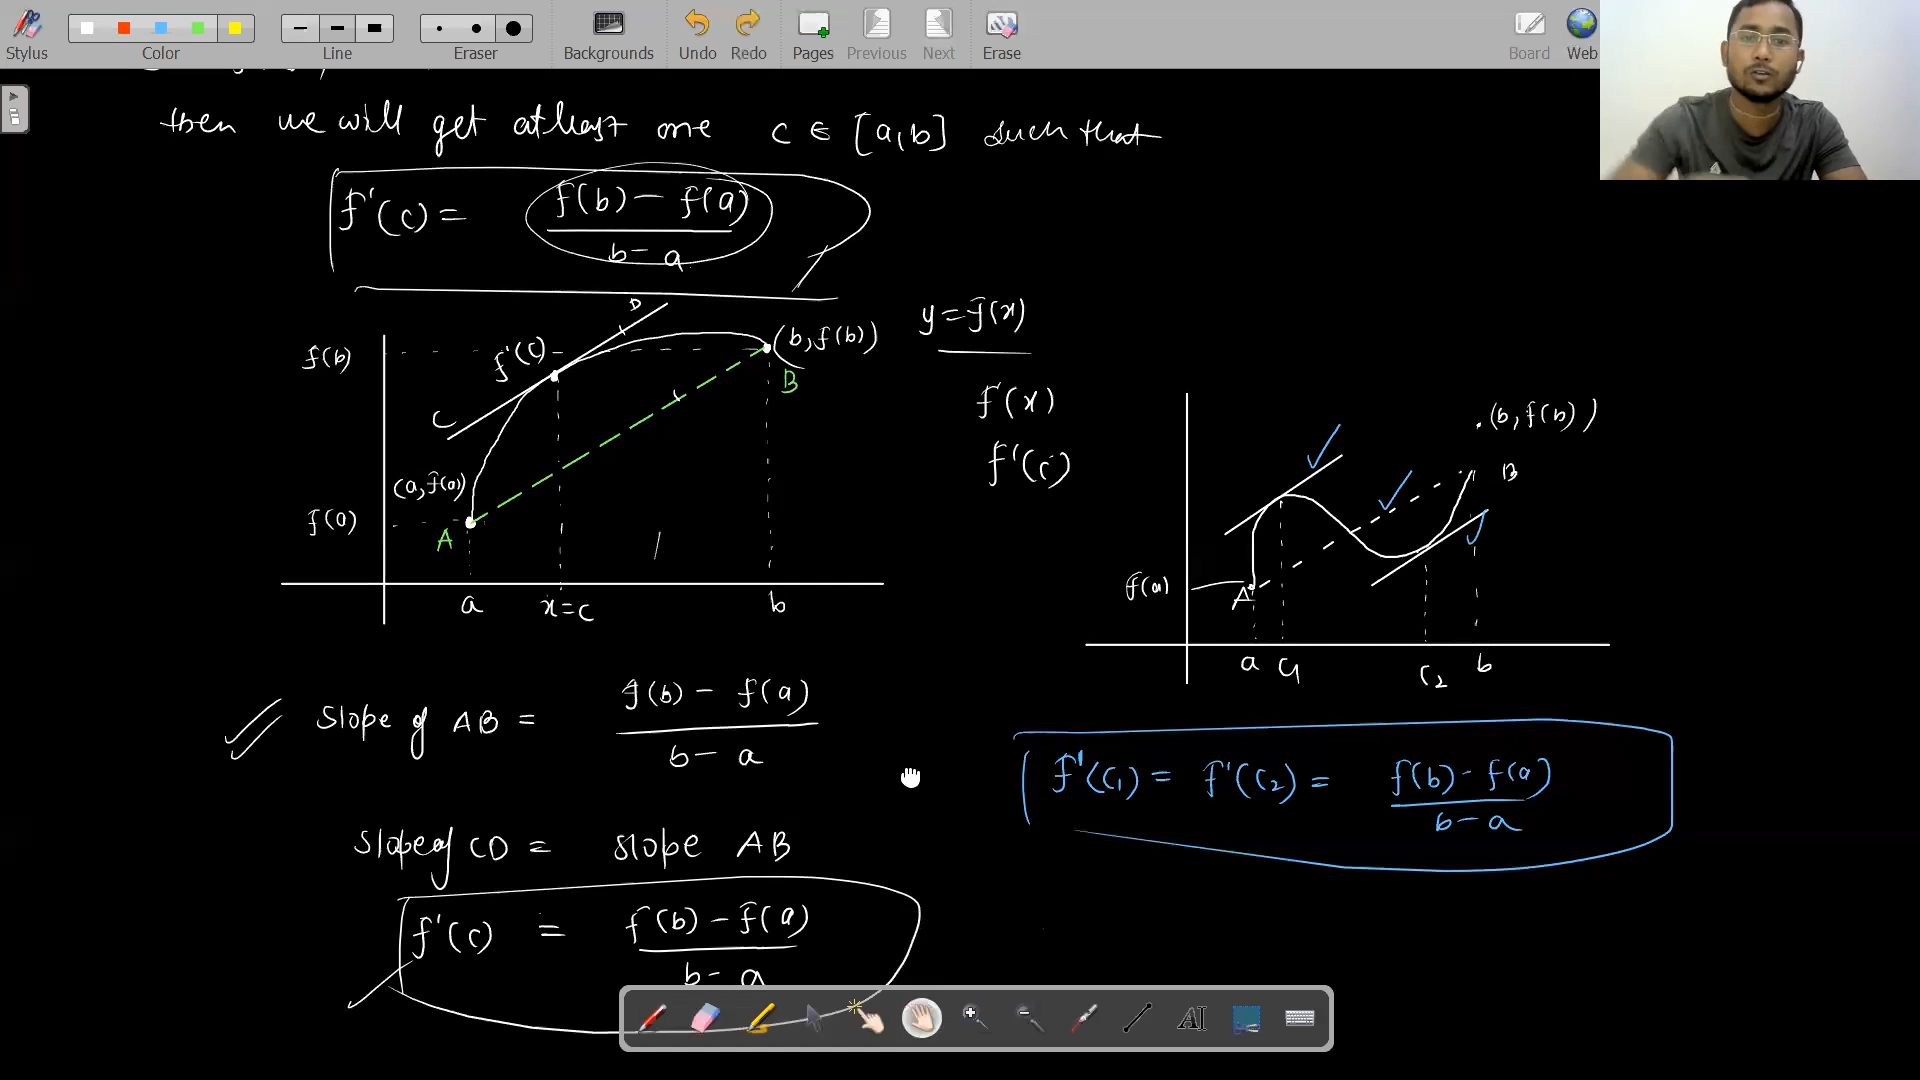 Stylus Color Line Eraser Backgrounds Undo Redo Pages Previous Next Erase Board Web
then we will get atleast one c ∈ [a,b] such that
f'(c) = f(b) - f(a)
b - a
D
f(b)
f'(c)
(b, f(b))
B
C
(a, f(a))
f(a)
A
a x=c b
y = f(x)
f'(x)
f'(c)
.(b, f(b))
B
f(a)
A
a c1 c2 b
Slope of AB = f(b) - f(a)
b - a
Slope of CD = Slope AB
f'(c) = f(b) - f(a)
b - a
f'(c1) = f'(c2) = f(b) - f(a)
b - a
AI